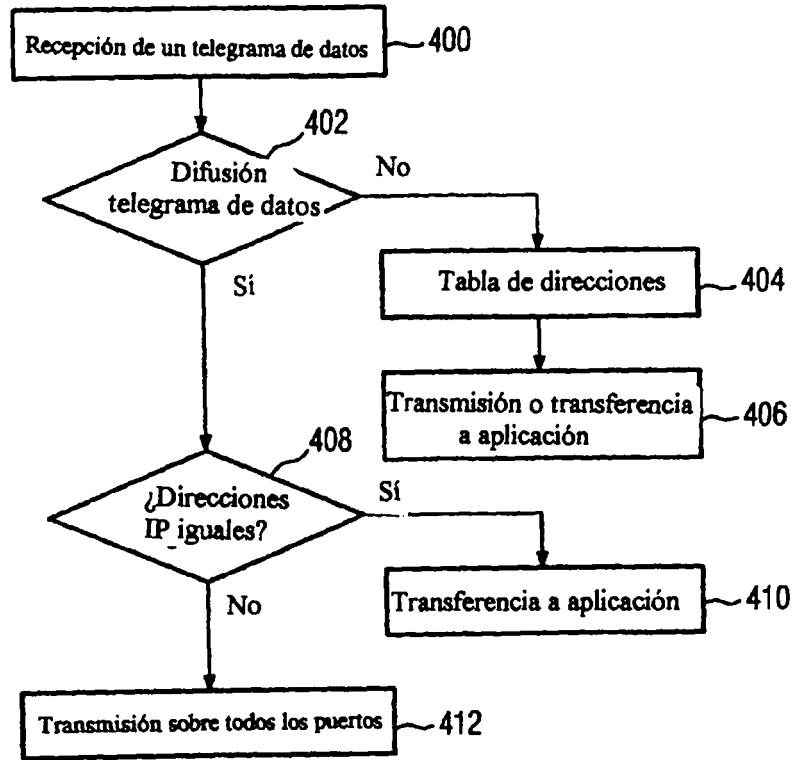 Recepción de un telegrama de datos
400
402
Difusión
telegrama de datos
No
Sí
Tabla de direcciones
404
Transmisión o transferencia
a aplicación
406
408
¿Direcciones
IP iguales?
Sí
No
Transferencia a aplicación
410
Transmisión sobre todos los puertos
412